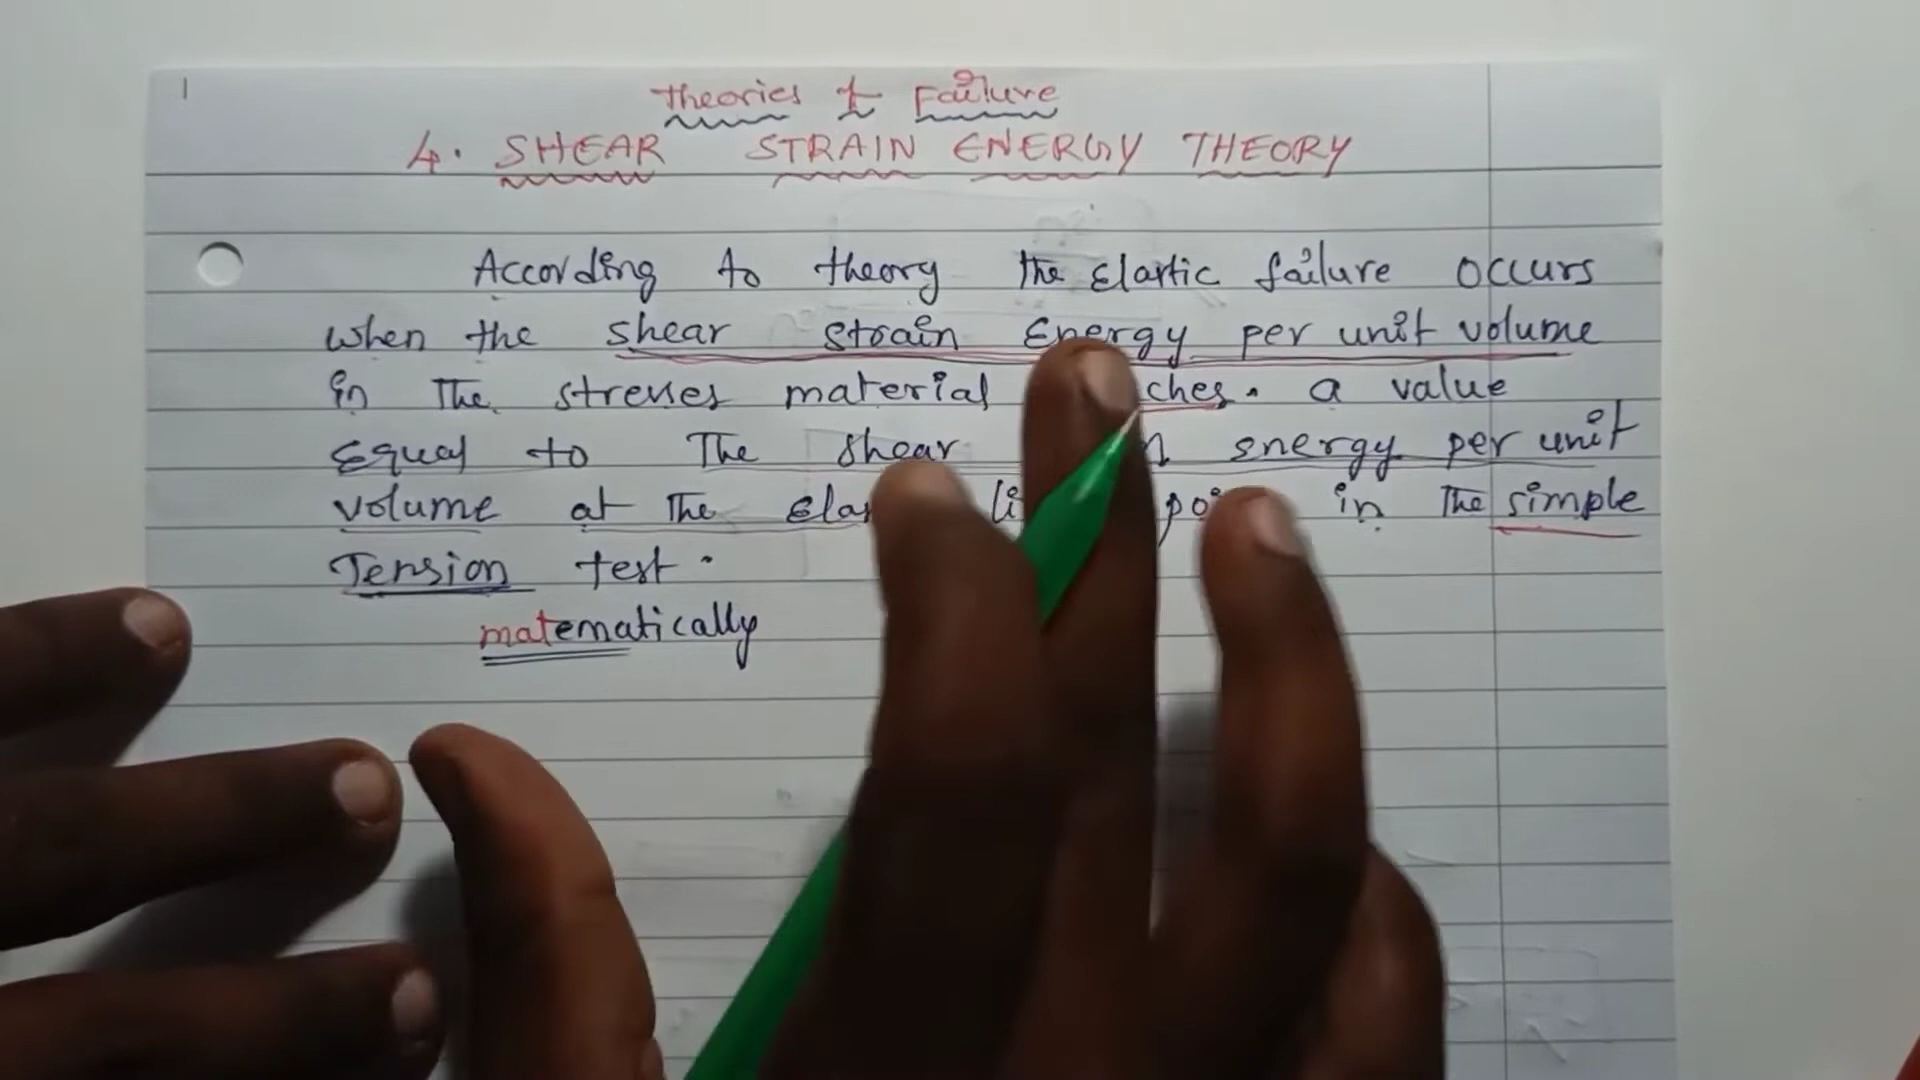 1
Theories of Failure
4. SHEAR STRAIN ENERGY THEORY
According to theory the Elastic failure occurs
when the shear strain Energy per unit volume
in The stresses material ches. a value
Equal to The shear energy per unit
volume at the in The simple
Tension test.
matematically